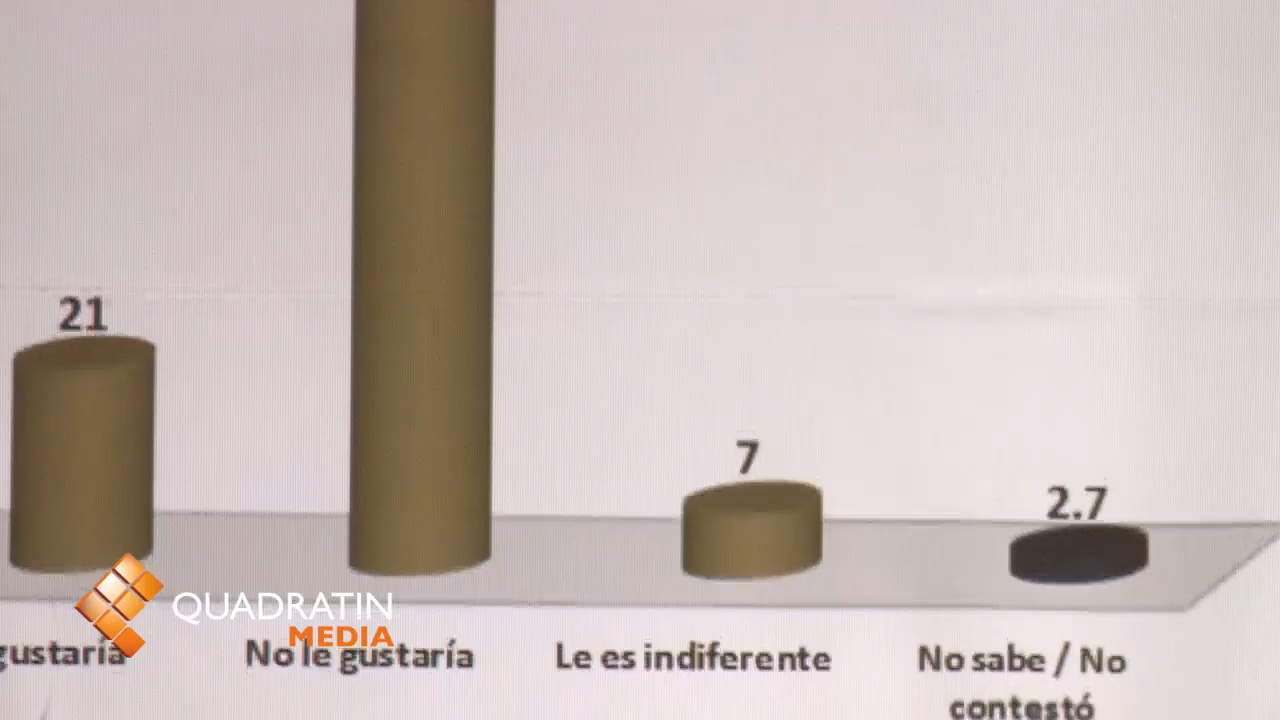 21
7
2.7
QUADRATIN
MEDIA
gustaría
No le gustaría
Le es indiferente
No sabe / No
contestó